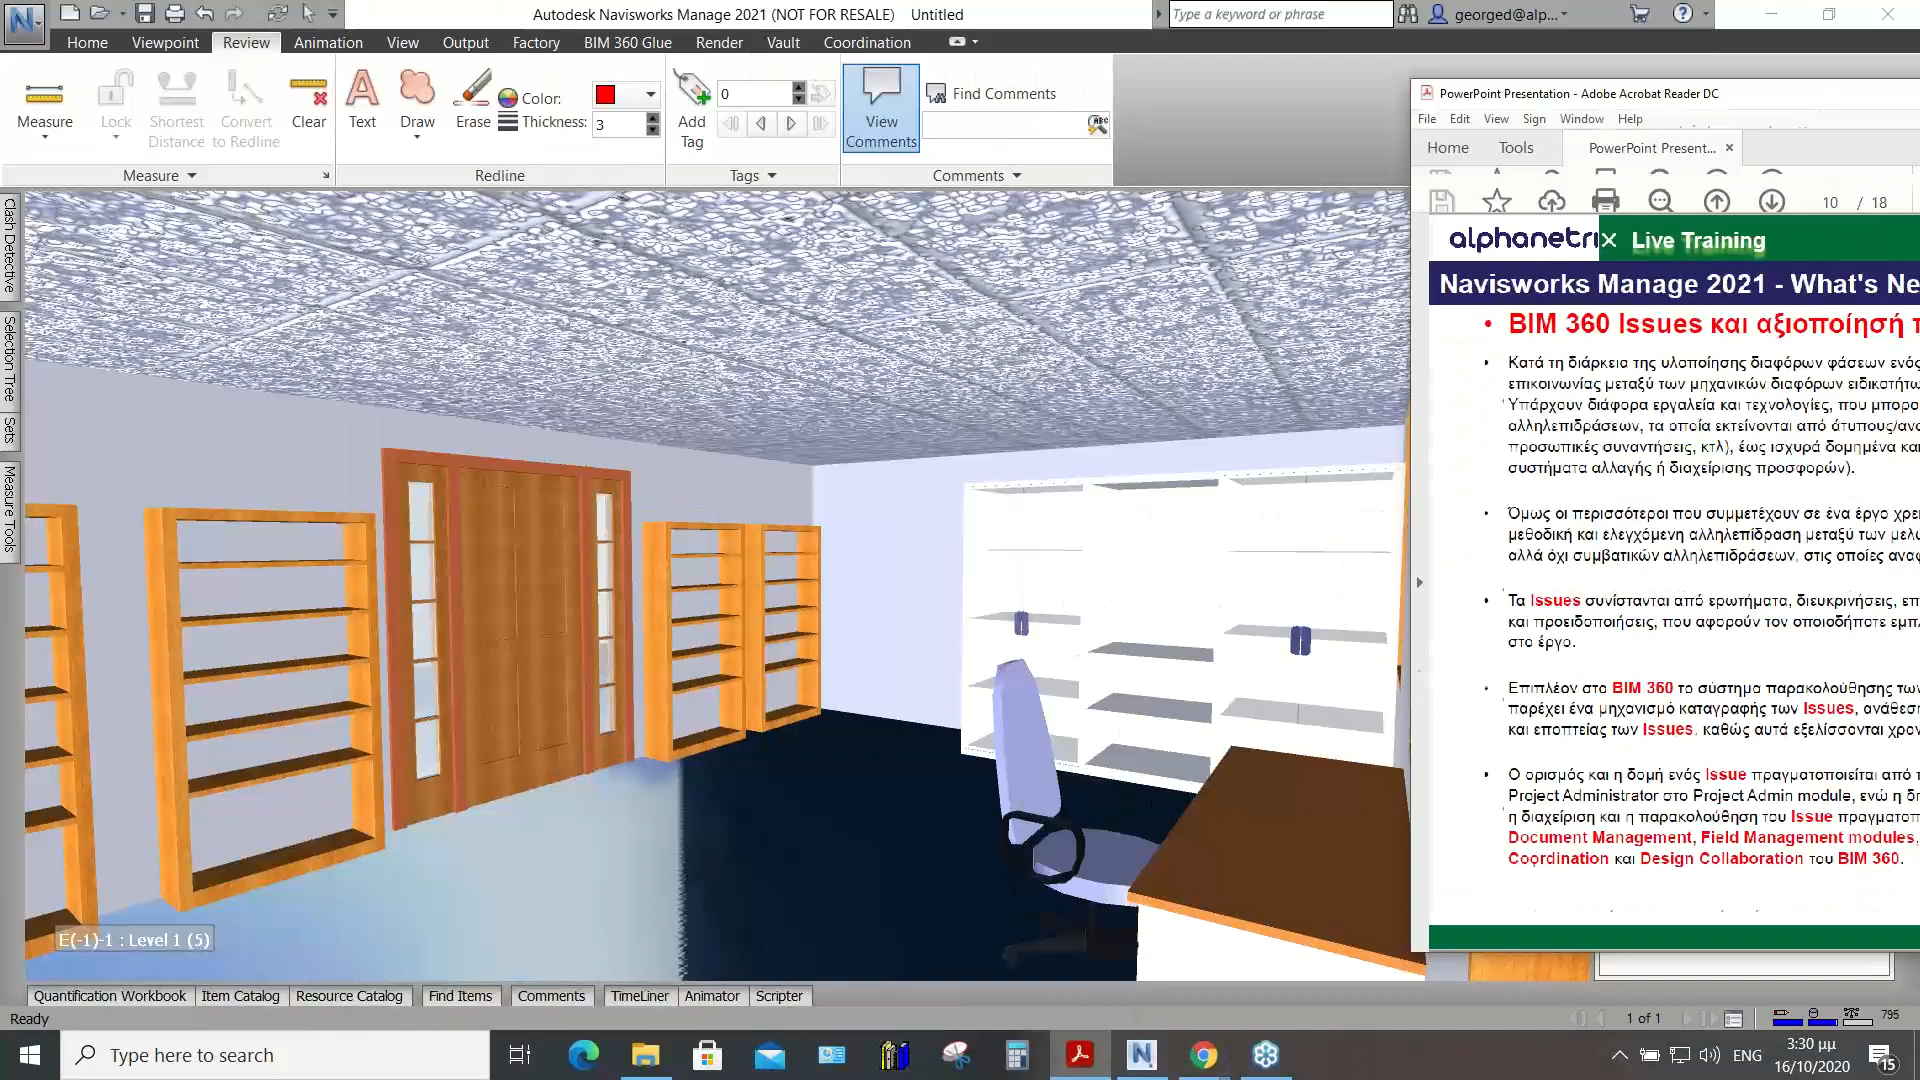 Autodesk Navisworks Manage 2021 (NOT FOR RESALE) Untitled
Type a keyword or phrase
georged@alp...
Home Viewpoint Review Animation View Output Factory BIM 360 Glue Render Vault Coordination
Measure
Lock
Shortest Distance
Convert to Redline
Clear
Text
Draw
Erase
Color:
Thickness: 3
Add Tag
0
View Comments
Find Comments
Measure
Redline
Tags
Comments
Clash Detective
Selection Tree
Sets
Measure Tools
E(-1)-1 : Level 1 (5)
PowerPoint Presentation - Adobe Acrobat Reader DC
File Edit View Sign Window Help
Home Tools PowerPoint Present...
10 / 18
alphanetri
Live Training
Navisworks Manage 2021 - What's Ne
• BIM 360 Issues και αξιοποίησή τ
• Κατά τη διάρκεια της υλοποίησης διαφόρων φάσεων ενός
επικοινωνίας μεταξύ των μηχανικών διαφόρων ειδικοτήτω
Υπάρχουν διάφορα εργαλεία και τεχνολογίες, που μπορο
αλληλεπιδράσεων, τα οποία εκτείνονται από άτυπους/ανο
προσωπικές συναντήσεις, κτλ), έως ισχυρά δομημένα και
συστήματα αλλαγής ή διαχείρισης προσφορών).
• Όμως οι περισσότεροι που συμμετέχουν σε ένα έργο χρει
μεθοδική και ελεγχόμενη αλληλεπίδραση μεταξύ των μελώ
αλλά όχι συμβατικών αλληλεπιδράσεων, στις οποίες αναφ
• Τα Issues συνίστανται από ερωτήματα, διευκρινήσεις, επ
και προειδοποιήσεις, που αφορούν τον οποιοδήποτε εμπλ
στο έργο.
• Επιπλέον στο BIM 360 το σύστημα παρακολούθησης των
παρέχει ένα μηχανισμό καταγραφής των Issues, ανάθεση
και εποπτείας των Issues, καθώς αυτά εξελίσσονται χρον
• Ο ορισμός και η δομή ενός Issue πραγματοποιείται από τ
Project Administrator στο Project Admin module, ενώ η δη
η διαχείριση και η παρακολούθηση του Issue πραγματοπ
Document Management, Field Management modules,
Coordination και Design Collaboration του BIM 360.
Quantification Workbook Item Catalog Resource Catalog Find Items Comments TimeLiner Animator Scripter
Ready
1 of 1
795
Type here to search
ENG
3:30 μμ
16/10/2020
15